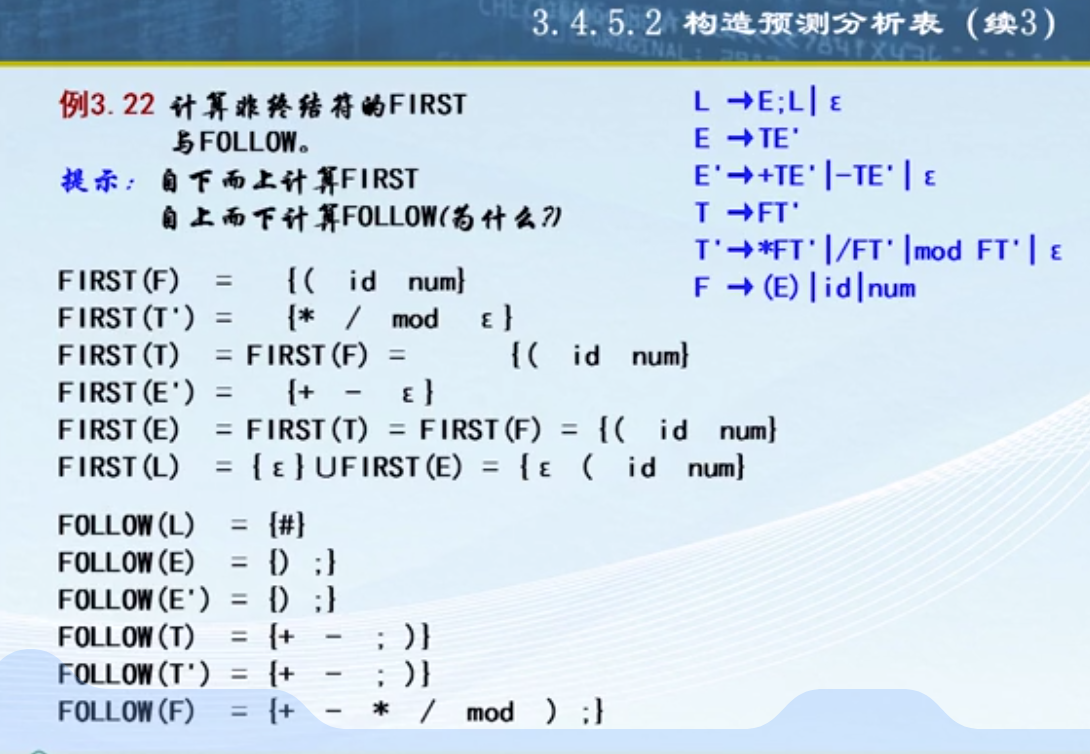 3.4.5.2 构造预测分析表 (续3)
例3.22 计算非终结符的FIRST
与FOLLOW。
提示: 自下而上计算FIRST
自上而下计算FOLLOW(为什么?)
L →E;L| ε
E →TE'
E'→+TE'|-TE'| ε
T →FT'
T'→*FT'|/FT'|mod FT'| ε
F →(E)|id|num
FIRST(F) = {( id num}
FIRST(T') = {* / mod ε}
FIRST(T) = FIRST(F) = {( id num}
FIRST(E') = {+ - ε}
FIRST(E) = FIRST(T) = FIRST(F) = {( id num}
FIRST(L) = {ε}∪FIRST(E) = {ε ( id num}
FOLLOW(L) = {#}
FOLLOW(E) = {) ;}
FOLLOW(E') = {) ;}
FOLLOW(T) = {+ - ; )}
FOLLOW(T') = {+ - ; )}
FOLLOW(F) = {+ - * / mod ) ;}